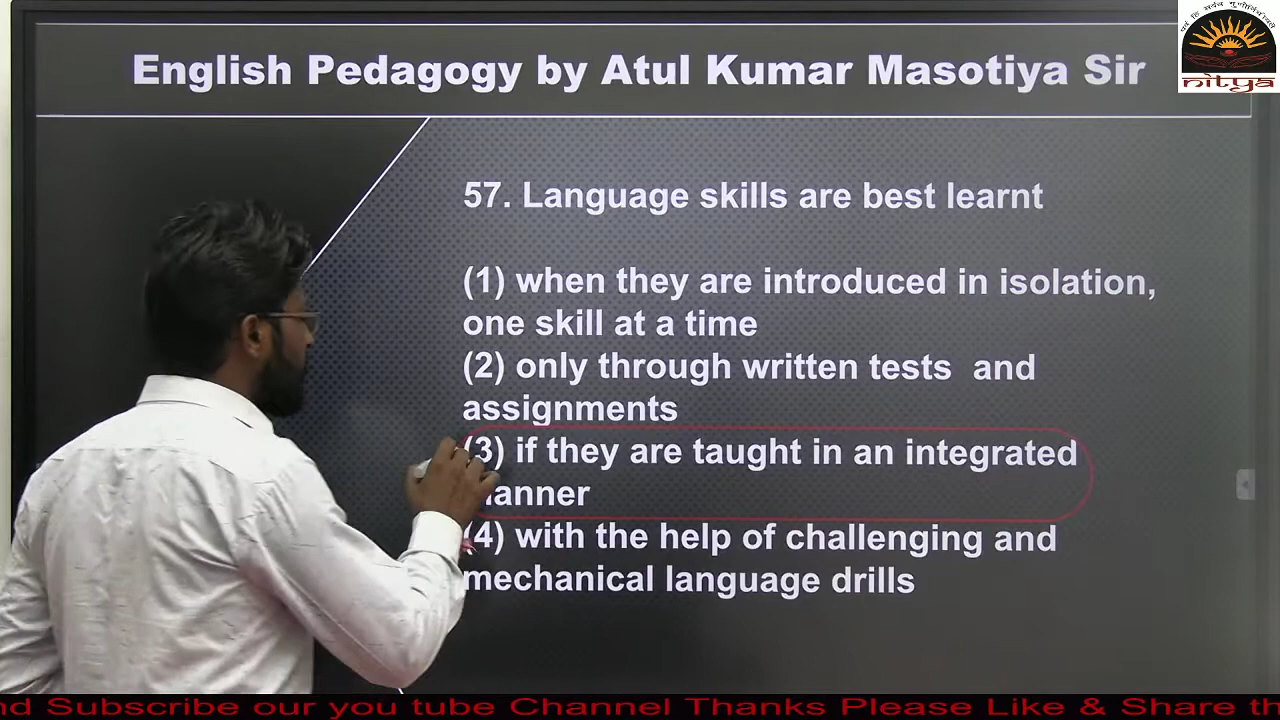 English Pedagogy by Atul Kumar Masotiya Sir
nitya
57. Language skills are best learnt
(1) when they are introduced in isolation,
one skill at a time
(2) only through written tests and
assignments
(3) if they are taught in an integrated
manner
(4) with the help of challenging and
mechanical language drills
nd Subscribe our you tube Channel Thanks Please Like & Share th